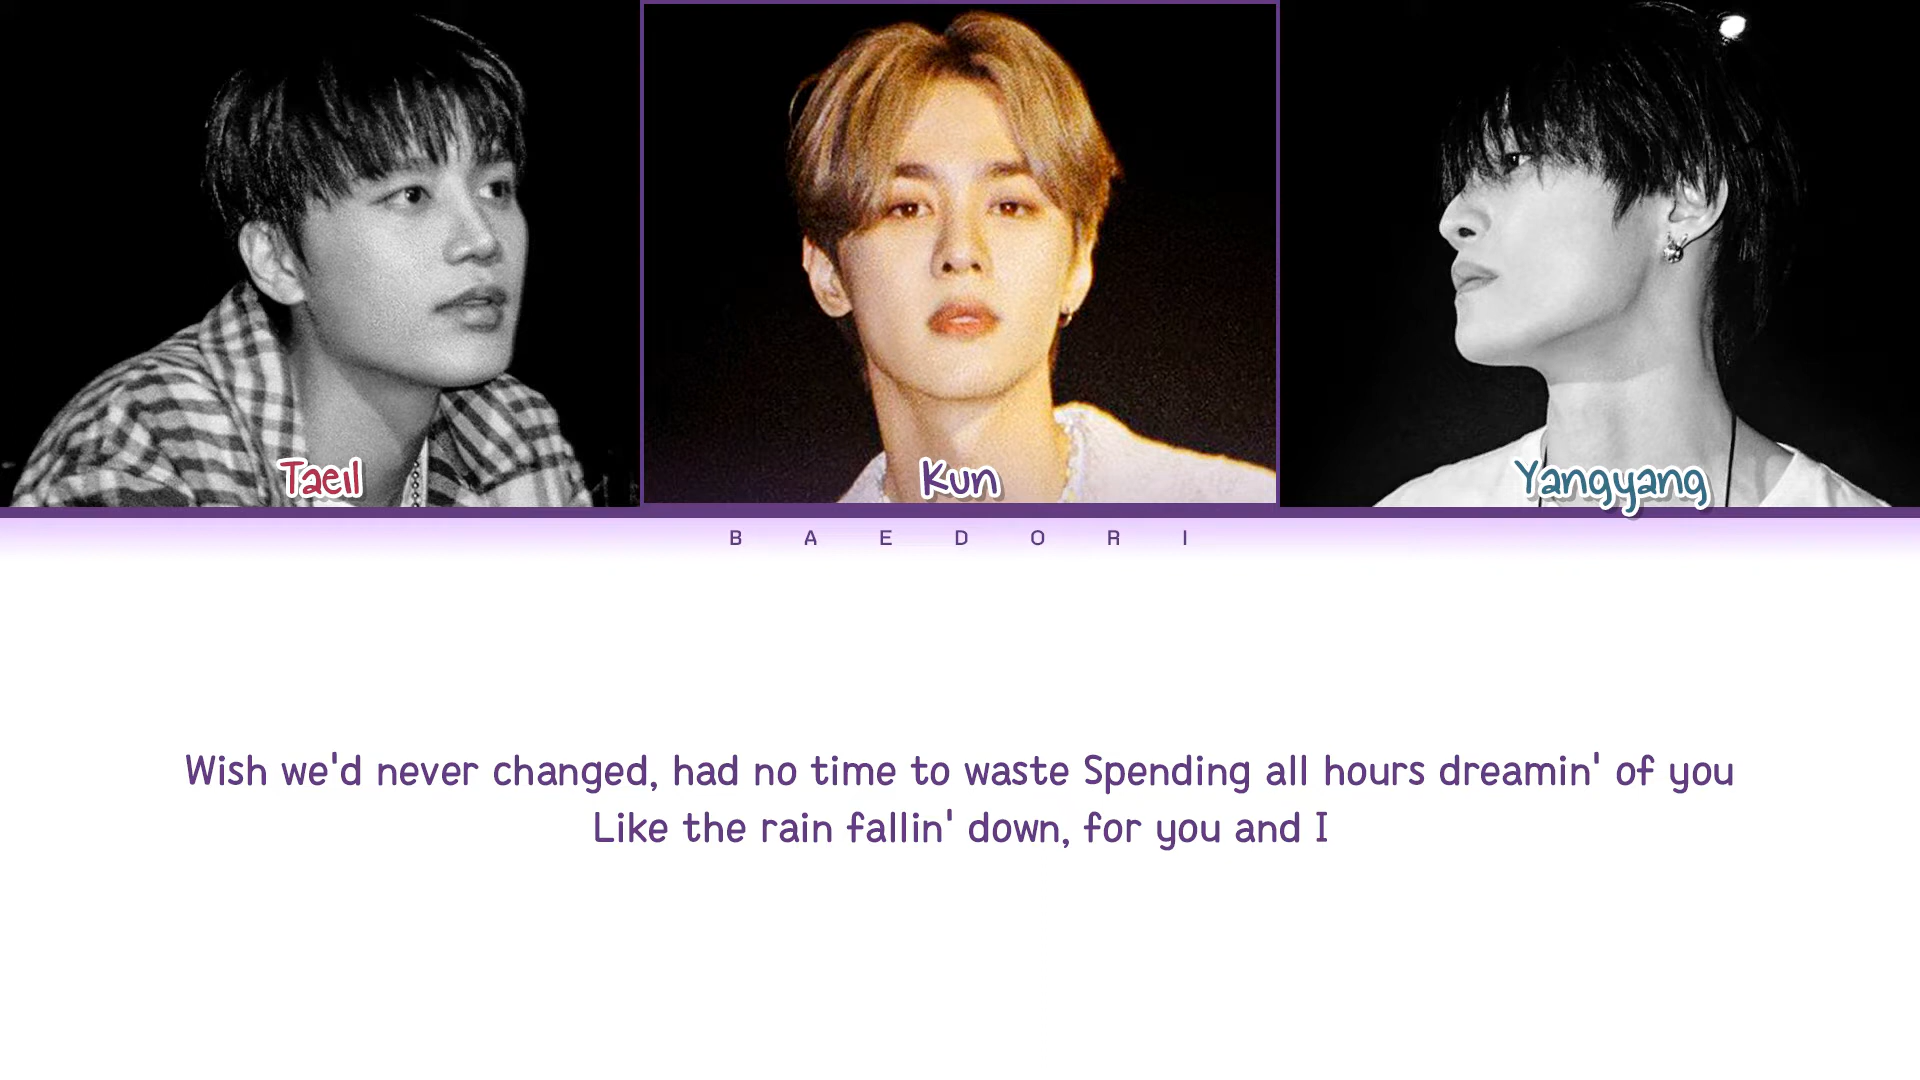 Taeil
Kun
Yangyang
BAEDORI
Wish we'd never changed, had no time to waste Spending all hours dreamin' of you
Like the rain fallin' down, for you and I